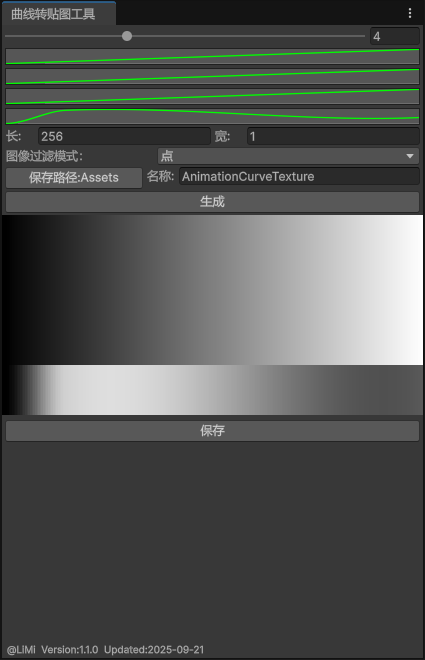 曲线转贴图工具
4
长: 256 宽: 1
图像过滤模式: 点
保存路径:Assets 名称: AnimationCurveTexture
生成
保存
@LiMi Version:1.1.0 Updated:2025-09-21